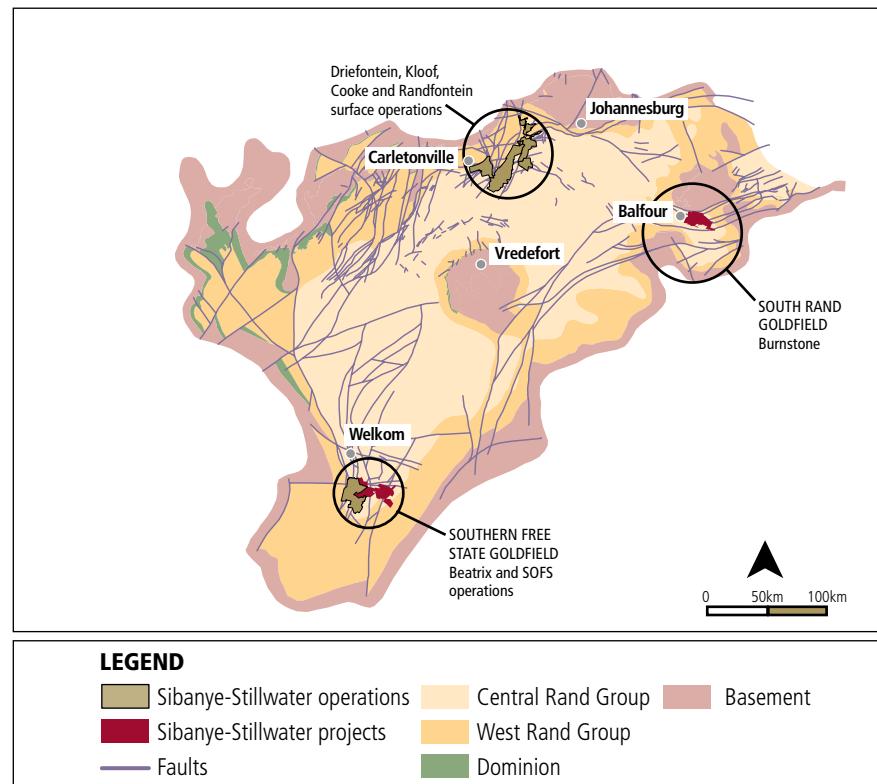 Driefontein, Kloof,
Cooke and Randfontein
surface operations
Johannesburg
Carletonville
Balfour
Vredefort
SOUTH RAND
GOLDFIELD
Burnstone
Welkom
SOUTHERN FREE
STATE GOLDFIELD
Beatrix and SOFS
operations
0 50km 100km
LEGEND
Sibanye-Stillwater operations
Central Rand Group
Basement
Sibanye-Stillwater projects
West Rand Group
Faults
Dominion